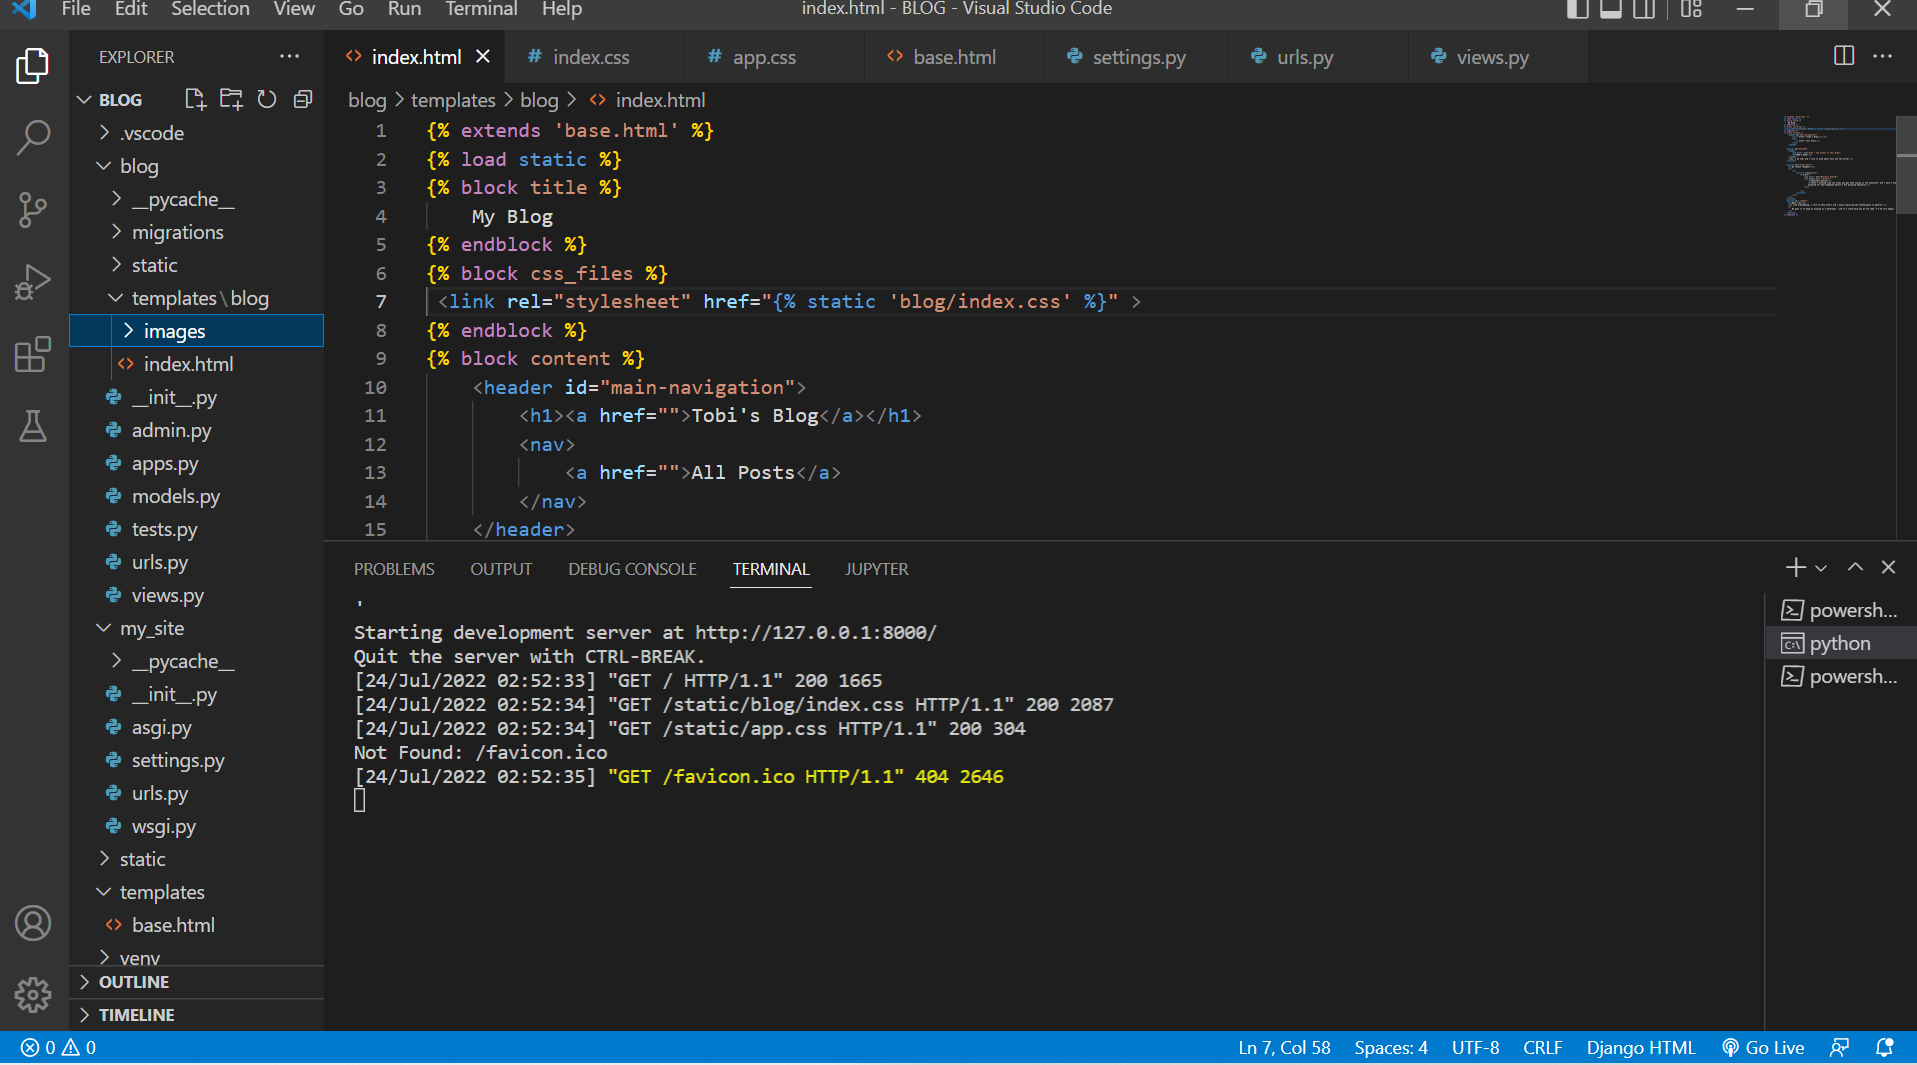 File Edit Selection View Go Run Terminal Help
index.html - BLOG - Visual Studio Code
EXPLORER
BLOG
.vscode
blog
__pycache__
migrations
static
templates\blog
images
index.html
__init__.py
admin.py
apps.py
models.py
tests.py
urls.py
views.py
my_site
__pycache__
__init__.py
asgi.py
settings.py
urls.py
wsgi.py
static
templates
base.html
venv
OUTLINE
TIMELINE
index.html index.css app.css base.html settings.py urls.py views.py
blog > templates > blog > index.html
1 {% extends 'base.html' %}
2 {% load static %}
3 {% block title %}
4 My Blog
5 {% endblock %}
6 {% block css_files %}
7 <link rel="stylesheet" href="{% static 'blog/index.css' %}" >
8 {% endblock %}
9 {% block content %}
10 <header id="main-navigation">
11 <h1><a href="">Tobi's Blog</a></h1>
12 <nav>
13 <a href="">All Posts</a>
14 </nav>
15 </header>
PROBLEMS OUTPUT DEBUG CONSOLE TERMINAL JUPYTER
Starting development server at http://127.0.0.1:8000/
Quit the server with CTRL-BREAK.
[24/Jul/2022 02:52:33] "GET / HTTP/1.1" 200 1665
[24/Jul/2022 02:52:34] "GET /static/blog/index.css HTTP/1.1" 200 2087
[24/Jul/2022 02:52:34] "GET /static/app.css HTTP/1.1" 200 304
Not Found: /favicon.ico
[24/Jul/2022 02:52:35] "GET /favicon.ico HTTP/1.1" 404 2646
powersh...
python
powersh...
0 0
Ln 7, Col 58 Spaces: 4 UTF-8 CRLF Django HTML Go Live